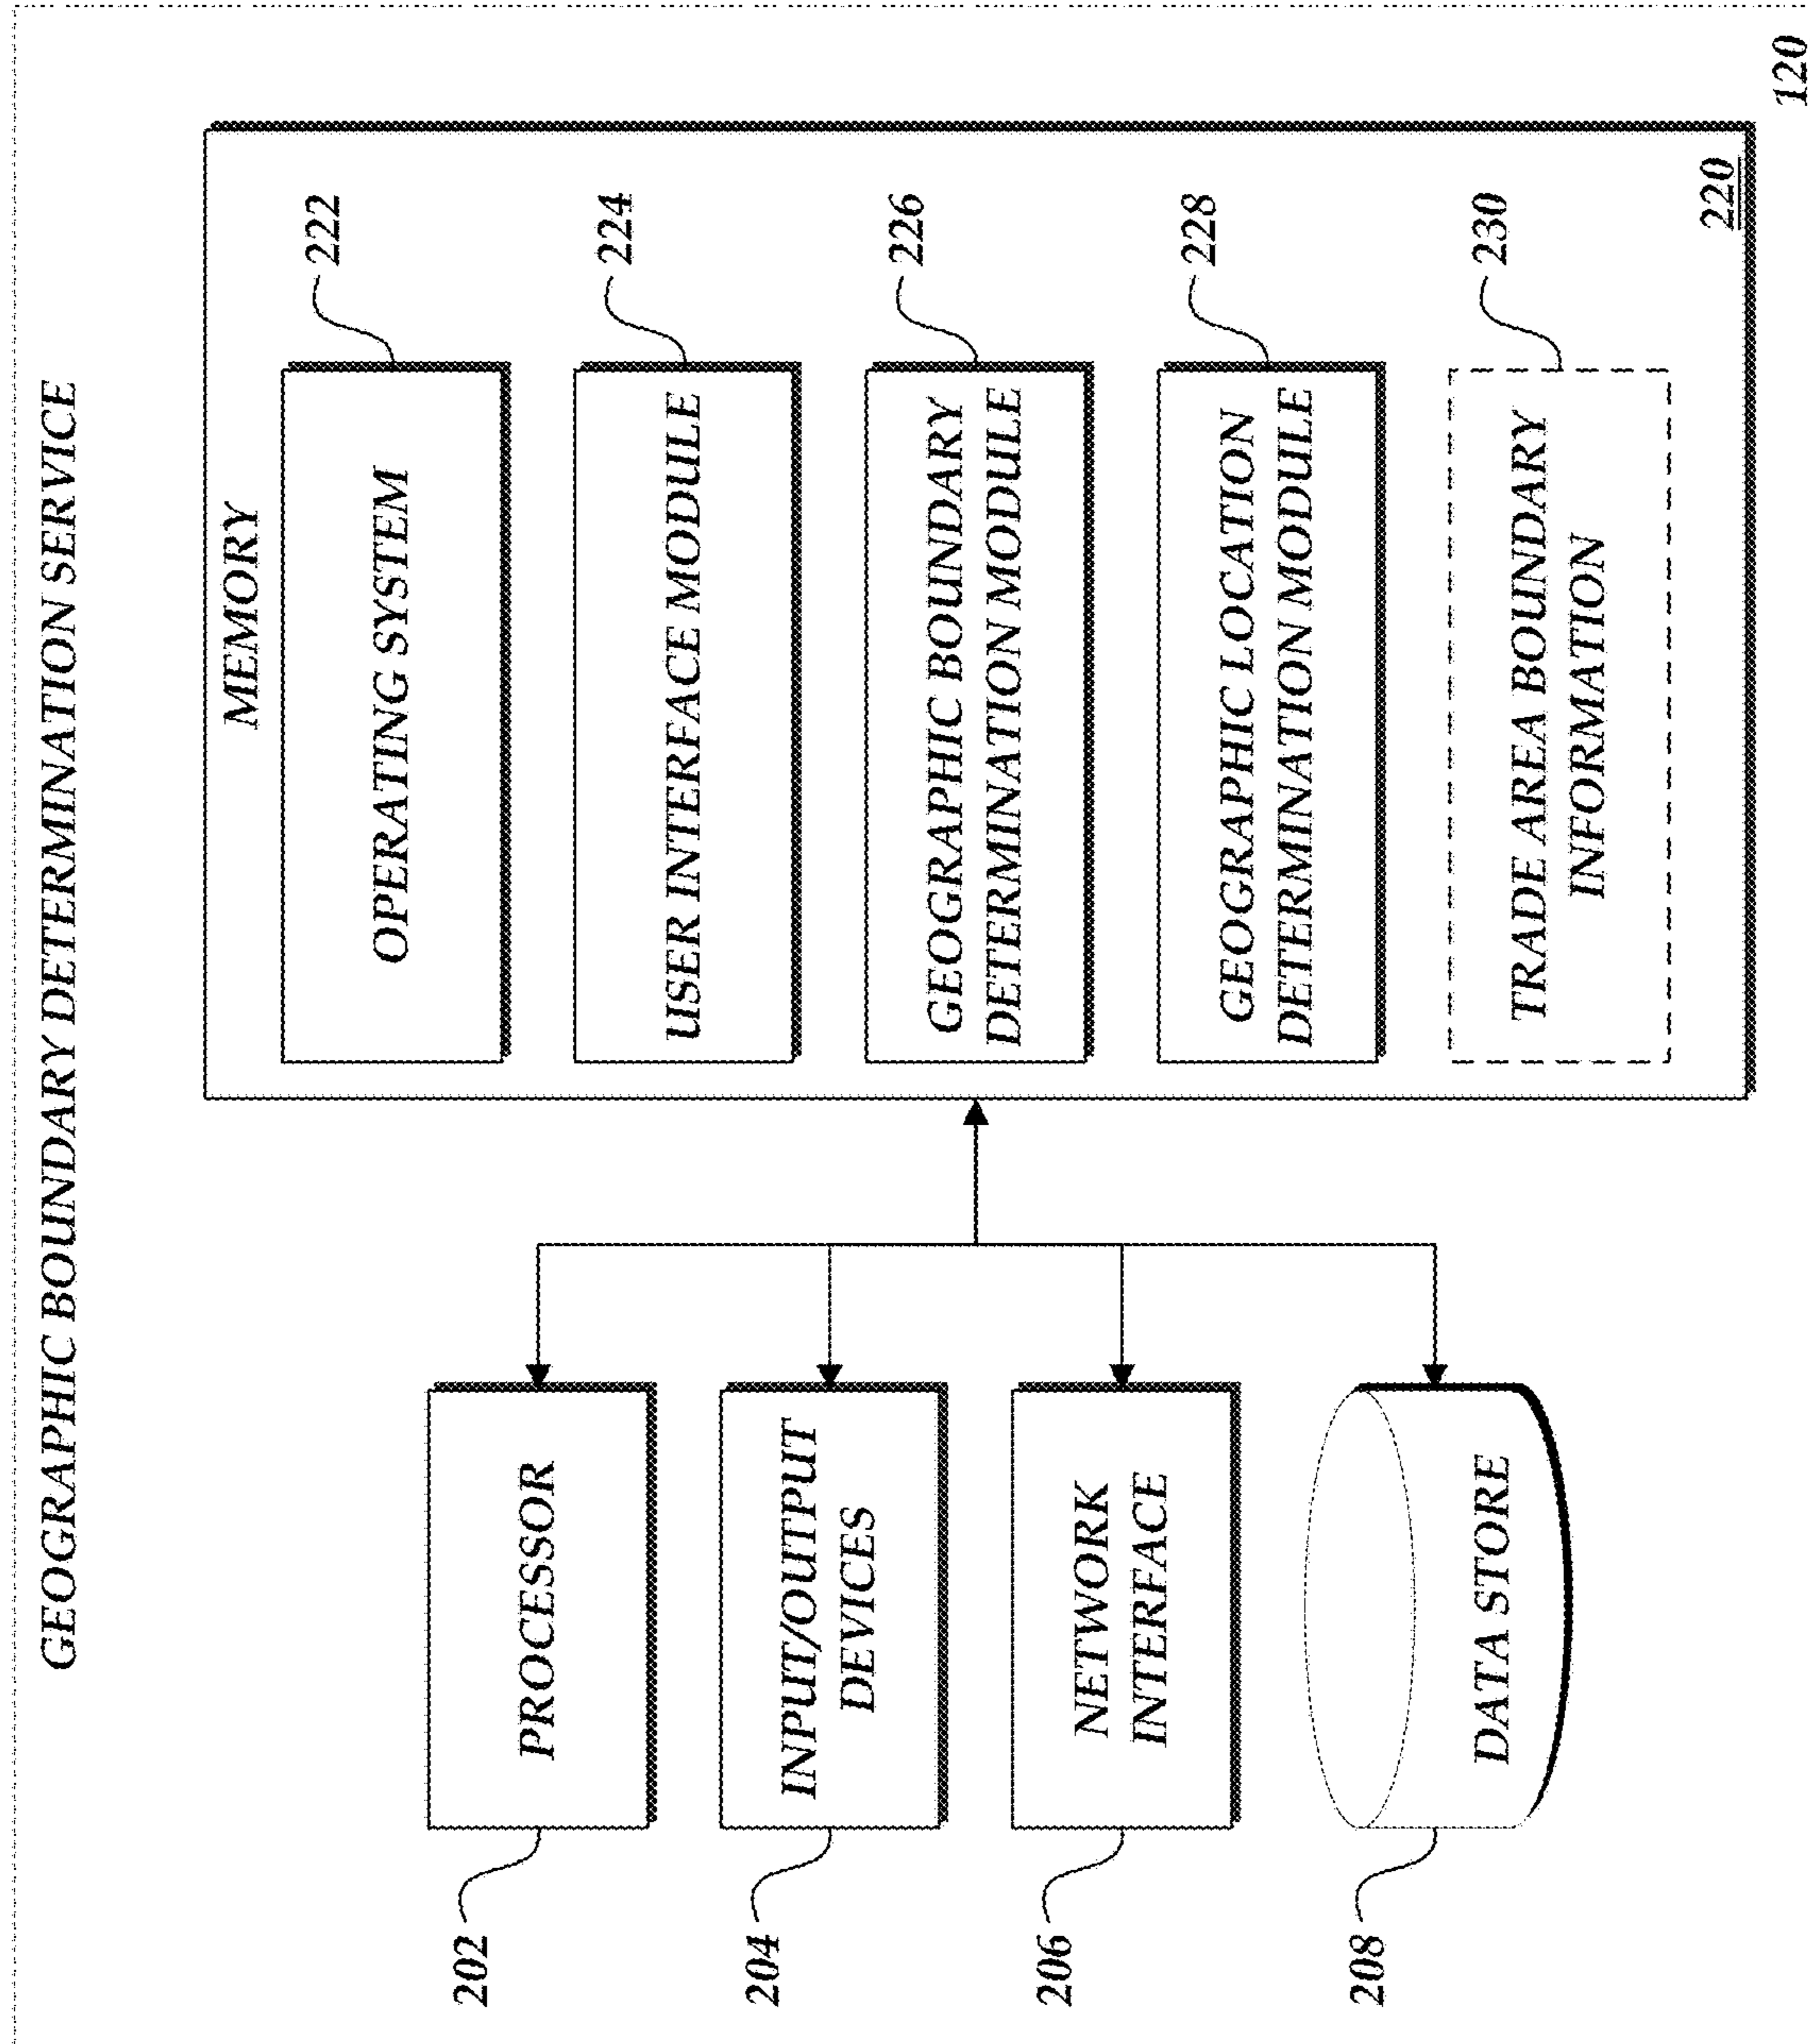 GEOGRAPHIC BOUNDARY DETERMINATION SERVICE
202
PROCESSOR
204
INPUT/OUTPUT
DEVICES
206
NETWORK
INTERFACE
208
DATA STORE
MEMORY
OPERATING SYSTEM
222
USER INTERFACE MODULE
224
GEOGRAPHIC BOUNDARY
DETERMINATION MODULE
226
GEOGRAPHIC LOCATION
DETERMINATION MODULE
228
TRADE AREA BOUNDARY
INFORMATION
230
220
120